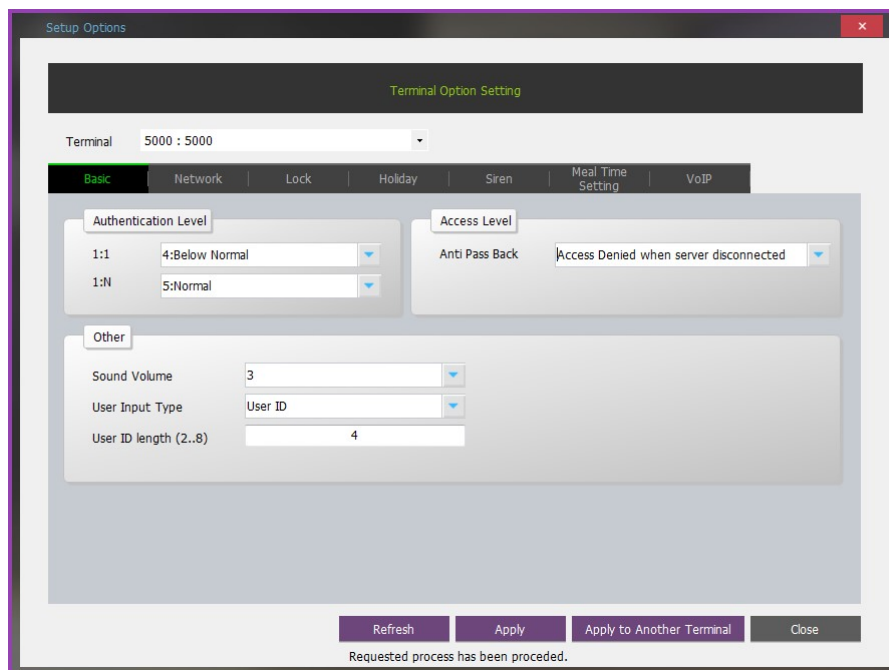 Setup Options
Terminal Option Setting
Terminal 5000 : 5000
Basic Network Lock Holiday Siren Meal Time Setting VoIP
Authentication Level
1:1 4:Below Normal
1:N 5:Normal
Access Level
Anti Pass Back Access Denied when server disconnected
Other
Sound Volume 3
User Input Type User ID
User ID length (2..8) 4
Refresh Apply Apply to Another Terminal Close
Requested process has been proceded.